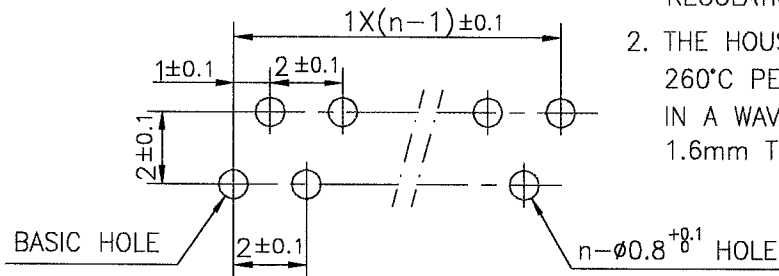 1X(n-1)±0.1
1±0.1
2±0.1
2±0.1
2±0.1
BASIC HOLE
n-ø0.8 +0.1 0 HOLE
2. THE HOUS
260°C PE
IN A WAV
1.6mm T